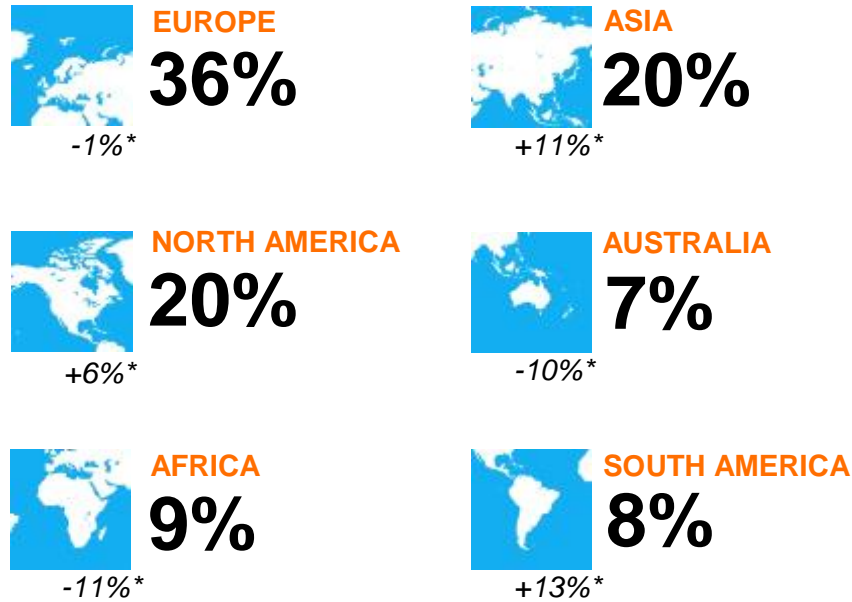 EUROPE
36%
-1%*
ASIA
20%
+11%*
NORTH AMERICA
20%
+6%*
AUSTRALIA
7%
-10%*
AFRICA
9%
-11%*
SOUTH AMERICA
8%
+13%*